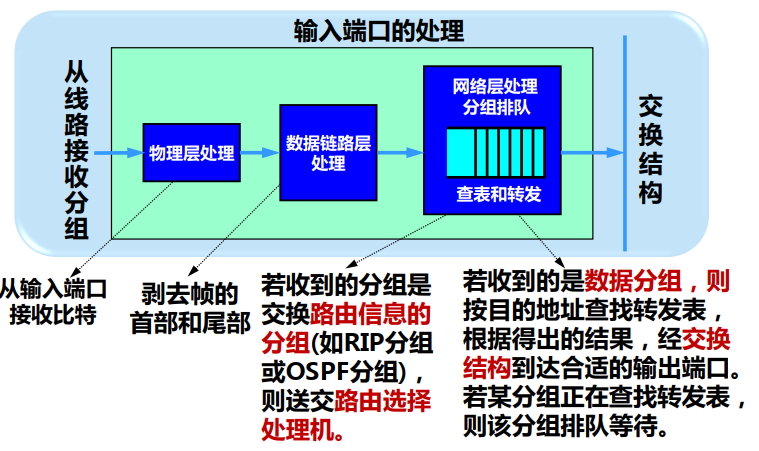 输入端口的处理
从线路接收分组
物理层处理
数据链路层
处理
网络层处理
分组排队
查表和转发
交换结构
从输入端口
接收比特
剥去帧的
首部和尾部
若收到的分组是
交换路由信息的
分组(如RIP分组
或OSPF分组)，
则送交路由选择
处理机。
若收到的是数据分组，则
按目的地址查找转发表，
根据得出的结果，经交换
结构到达合适的输出端口。
若某分组正在查找转发表，
则该分组排队等待。